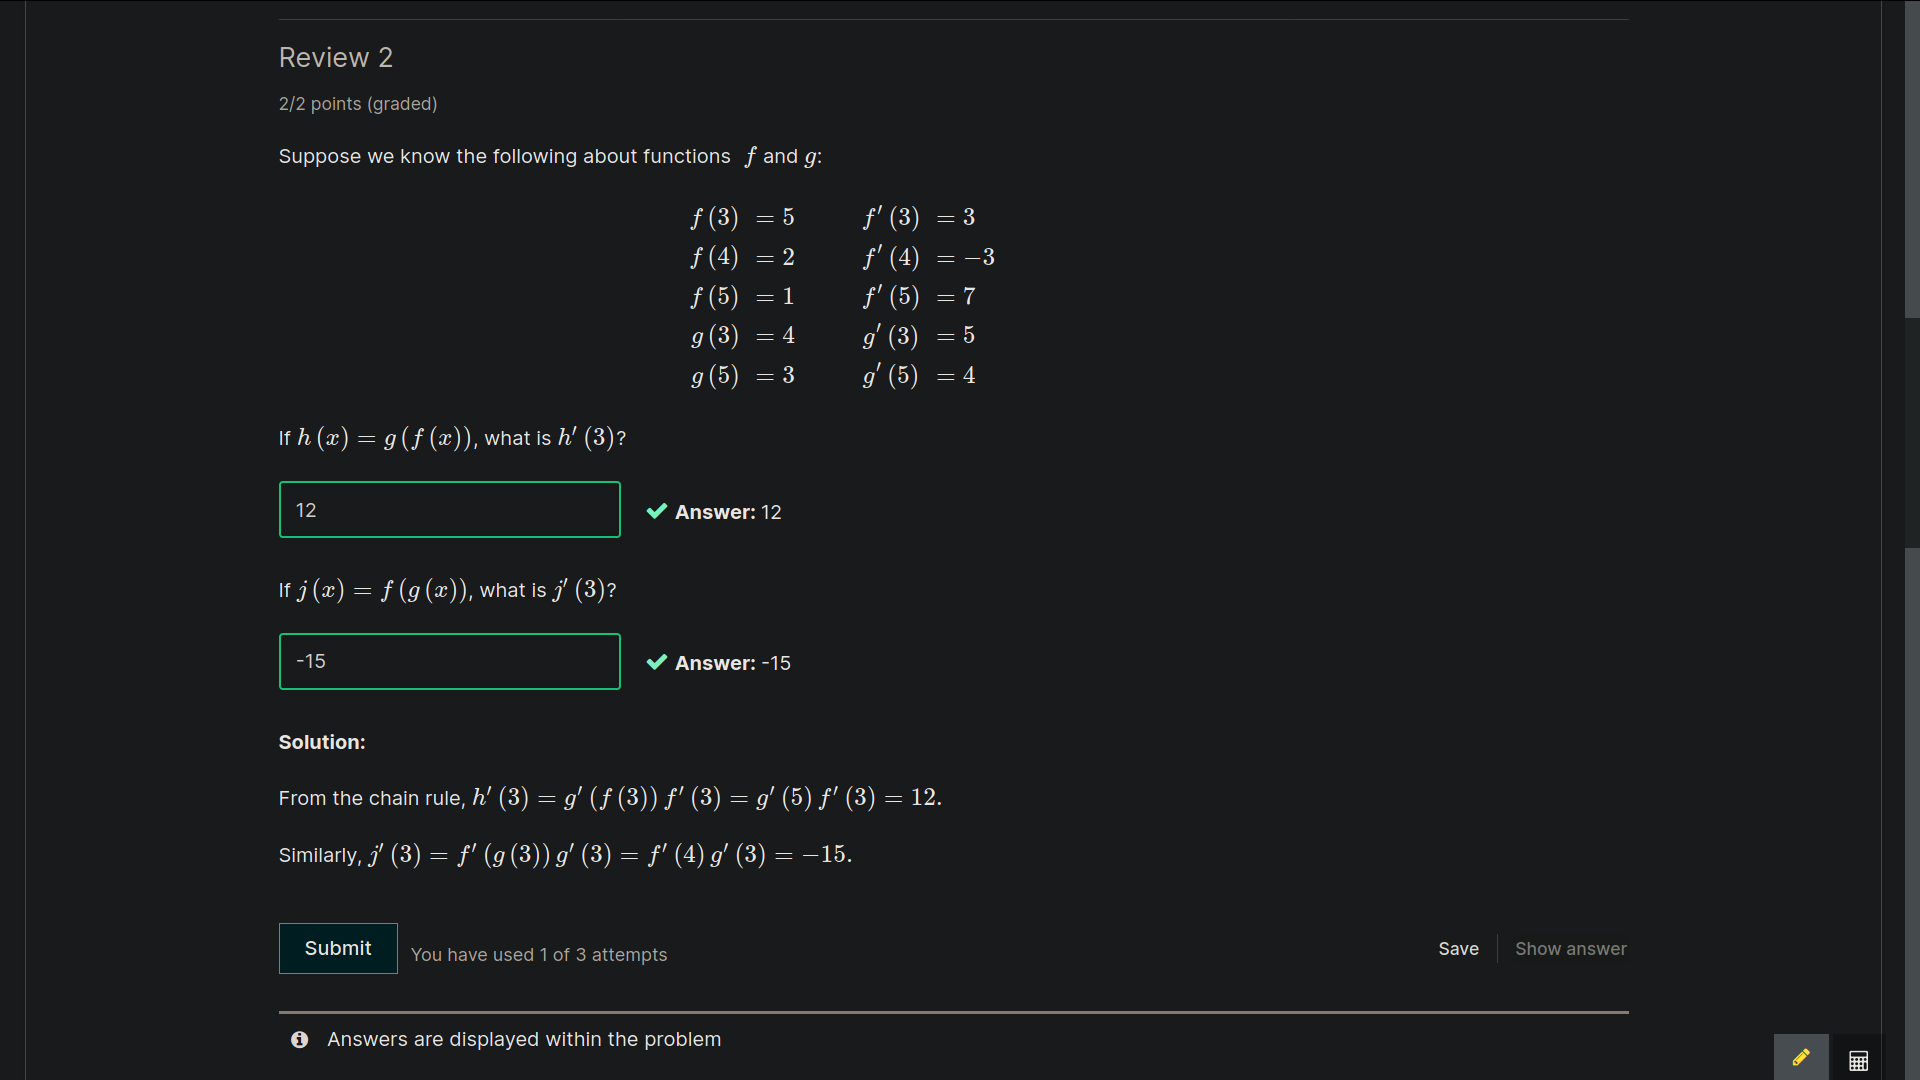 Review 2
2/2 points (graded)
Suppose we know the following about functions f and g:
f (3) = 5 f′ (3) = 3
f (4) = 2 f′ (4) = −3
f (5) = 1 f′ (5) = 7
g (3) = 4 g′ (3) = 5
g (5) = 3 g′ (5) = 4
If h (x) = g (f (x)), what is h′ (3)?
12 Answer: 12
If j (x) = f (g (x)), what is j′ (3)?
-15 Answer: -15
Solution:
From the chain rule, h′ (3) = g′ (f (3)) f′ (3) = g′ (5) f′ (3) = 12.
Similarly, j′ (3) = f′ (g (3)) g′ (3) = f′ (4) g′ (3) = −15.
Submit You have used 1 of 3 attempts Save Show answer
Answers are displayed within the problem